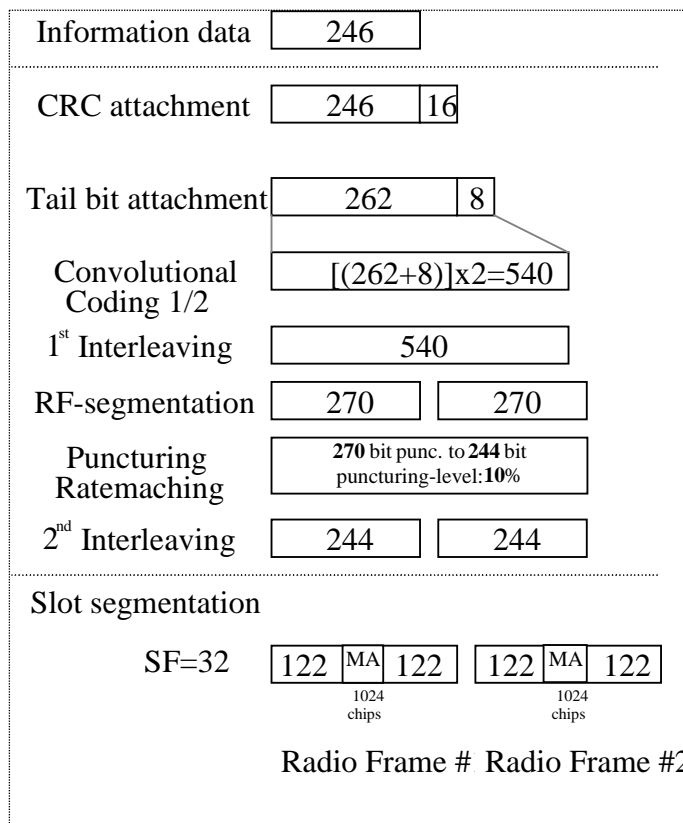 Information data 246
CRC attachment 246 16
Tail bit attachment 262 8
Convolutional
Coding 1/2
[(262+8)]x2=540
1st Interleaving 540
RF-segmentation 270 270
Puncturing
Ratemaching
270 bit punc. to 244 bit
puncturing-level:10%
2nd Interleaving 244 244
Slot segmentation
SF=32 122 MA 122 122 MA 122
1024
chips
1024
chips
Radio Frame # Radio Frame #2